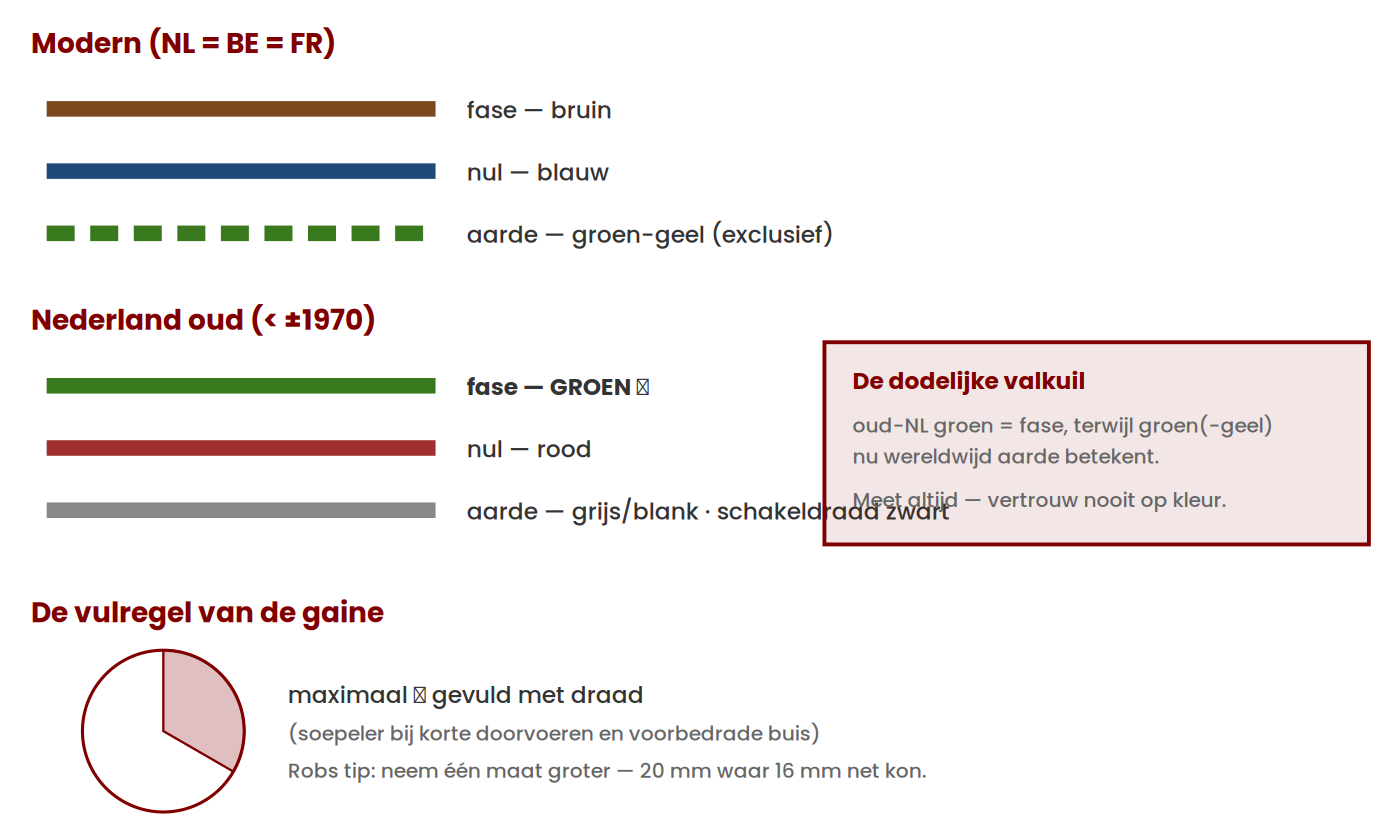 Modern (NL = BE = FR)
fase — bruin
nul — blauw
aarde — groen-geel (exclusief)
Nederland oud (< ±1970)
fase — GROEN
nul — rood
aarde — grijs/blank · schakeldraad zwart
De dodelijke valkuil
oud-NL groen = fase, terwijl groen(-geel)
nu wereldwijd aarde betekent.
Meet altijd — vertrouw nooit op kleur.
De vulregel van de gaine
maximaal gevuld met draad
(soepeler bij korte doorvoeren en voorbedrade buis)
Robs tip: neem één maat groter — 20 mm waar 16 mm net kon.